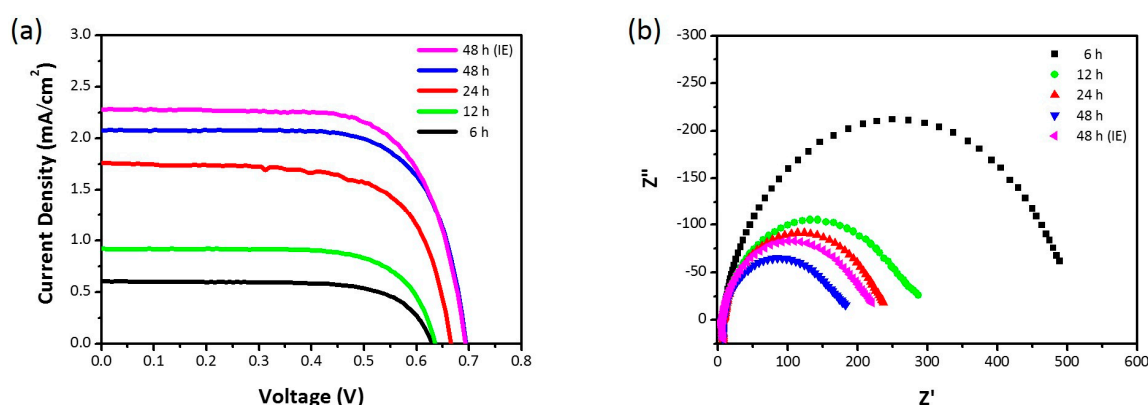 (a)
3.0
2.5
2.0
1.5
1.0
0.5
0.0
Current Density (mA/cm²)
48 h (IE)
48 h
24 h
12 h
6 h
0.0 0.1 0.2 0.3 0.4 0.5 0.6 0.7 0.8
Voltage (V)
(b)
-300
-250
-200
-150
-100
-50
0
Z''
6 h
12 h
24 h
48 h
48 h (IE)
0 100 200 300 400 500 600
Z'